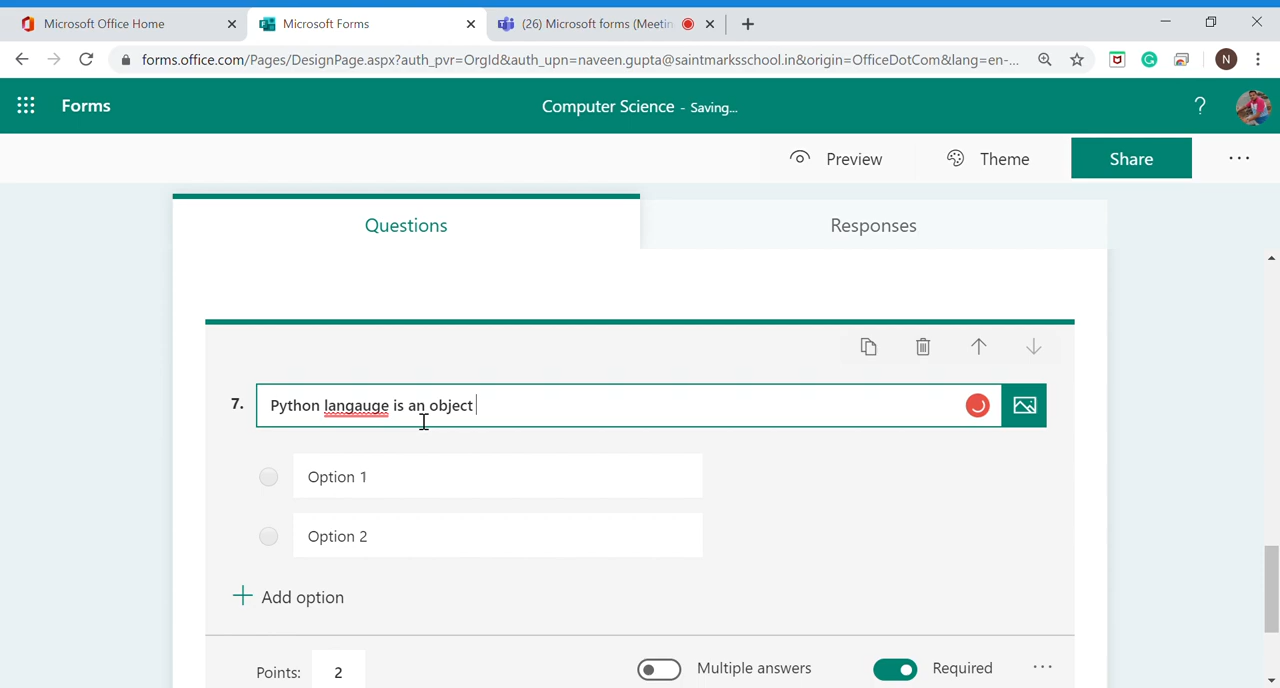 Microsoft Office Home
Microsoft Forms
(26) Microsoft forms (Meetin
forms.office.com/Pages/DesignPage.aspx?auth_pvr=OrgId&auth_upn=naveen.gupta@saintmarksschool.in&origin=OfficeDotCom&lang=en-...
N
Forms
Computer Science - Saving...
?
Preview
Theme
Share
Questions
Responses
7. Python langauge is an object
Option 1
Option 2
Add option
Points: 2
Multiple answers
Required